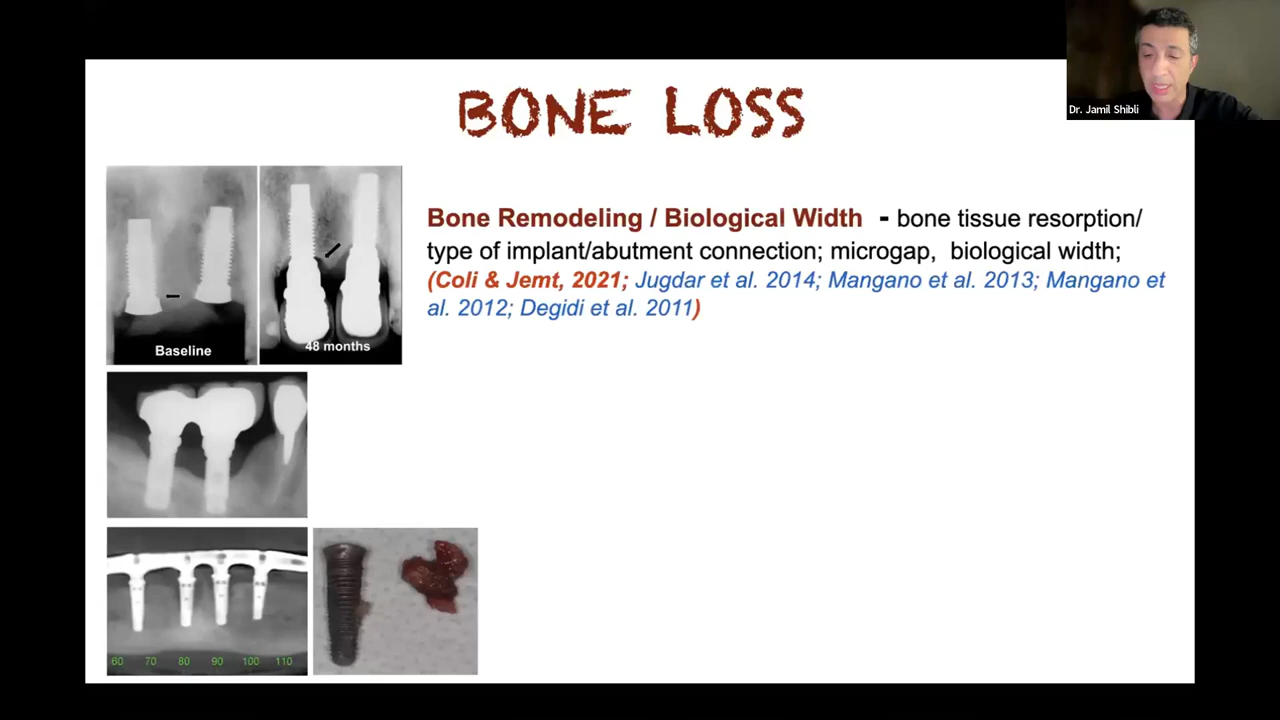 Dr. Jamil Shibli
BONE LOSS
Bone Remodeling / Biological Width - bone tissue resorption/
type of implant/abutment connection; microgap, biological width;
(Coli & Jemt, 2021; Jugdar et al. 2014; Mangano et al. 2013; Mangano et
al. 2012; Degidi et al. 2011)
Baseline
48 months
60 70 80 90 100 110